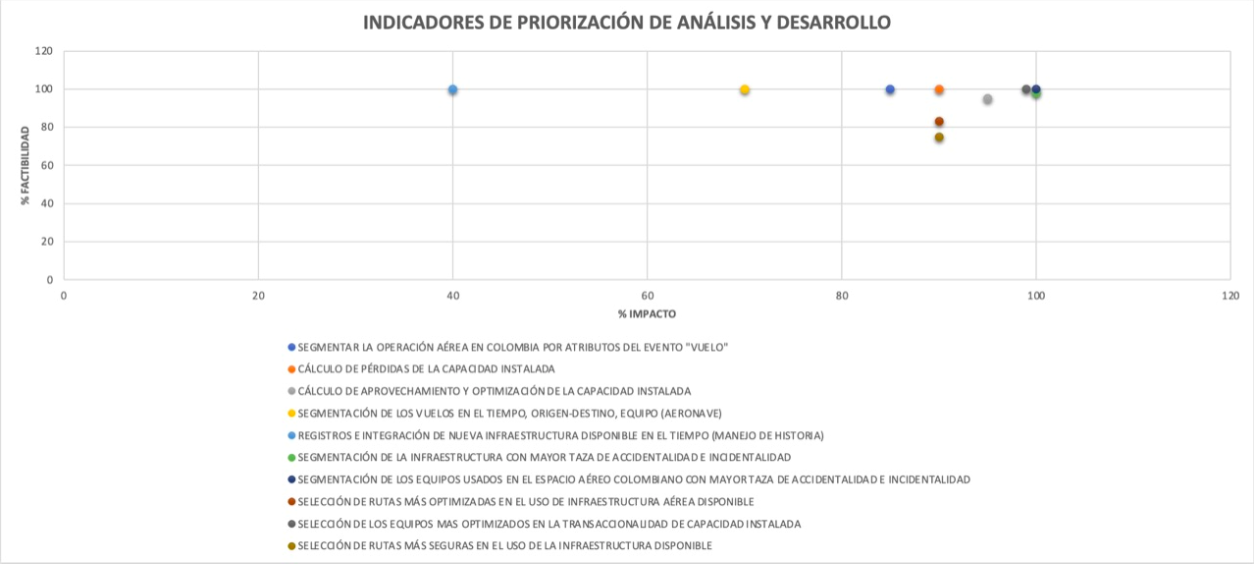 INDICADORES DE PRIORIZACIÓN DE ANÁLISIS Y DESARROLLO
120
100
80
60
40
20
0
% FACTIBILIDAD
0 20 40 60 80 100 120
% IMPACTO
SEGMENTAR LA OPERACIÓN AÉREA EN COLOMBIA POR ATRIBUTOS DEL EVENTO "VUELO"
CÁLCULO DE PÉRDIDAS DE LA CAPACIDAD INSTALADA
CÁLCULO DE APROVECHAMIENTO Y OPTIMIZACIÓN DE LA CAPACIDAD INSTALADA
SEGMENTACIÓN DE LOS VUELOS EN EL TIEMPO, ORIGEN-DESTINO, EQUIPO (AERONAVE)
REGISTROS E INTEGRACIÓN DE NUEVA INFRAESTRUCTURA DISPONIBLE EN EL TIEMPO (MANEJO DE HISTORIA)
SEGMENTACIÓN DE LA INFRAESTRUCTURA CON MAYOR TAZA DE ACCIDENTALIDAD E INCIDENTALIDAD
SEGMENTACIÓN DE LOS EQUIPOS USADOS EN EL ESPACIO AÉREO COLOMBIANO CON MAYOR TAZA DE ACCIDENTALIDAD E INCIDENTALIDAD
SELECCIÓN DE RUTAS MÁS OPTIMIZADAS EN EL USO DE INFRAESTRUCTURA AÉREA DISPONIBLE
SELECCIÓN DE LOS EQUIPOS MAS OPTIMIZADOS EN LA TRANSACCIONALIDAD DE CAPACIDAD INSTALADA
SELECCIÓN DE RUTAS MÁS SEGURAS EN EL USO DE LA INFRAESTRUCTURA DISPONIBLE